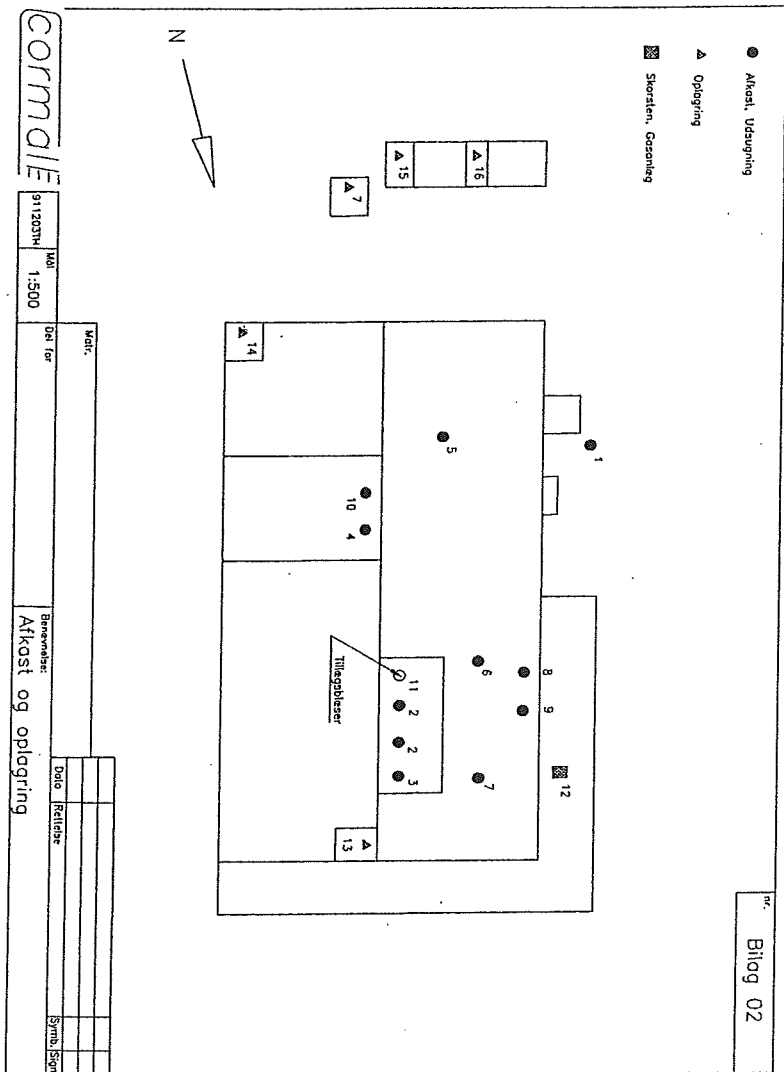 nr.
Bilag 02
Afkast, Udsugning
Oplagring
Skorsten, Gasanlæg
1
12
8
9
16
6
7
5
15
11
2
2
3
7
10
4
13
Tillægsblæser
14
N
Matr.
Dato
Rettelse
Symb.
Sign
Mål
Del for
Benævnelse:
911203TH
1:500
Afkast og oplagring
cormalE